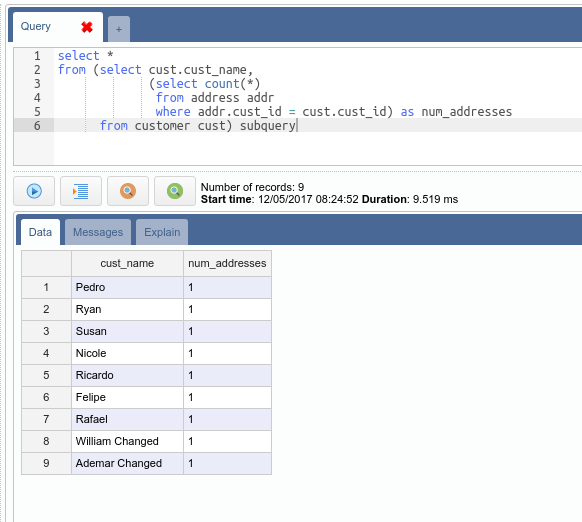 Query
+
1 select *
2 from (select cust.cust_name,
3 (select count(*)
4 from address addr
5 where addr.cust_id = cust.cust_id) as num_addresses
6 from customer cust) subquery
Number of records: 9
Start time: 12/05/2017 08:24:52 Duration: 9.519 ms
Data Messages Explain
cust_name num_addresses
1 Pedro 1
2 Ryan 1
3 Susan 1
4 Nicole 1
5 Ricardo 1
6 Felipe 1
7 Rafael 1
8 William Changed 1
9 Ademar Changed 1